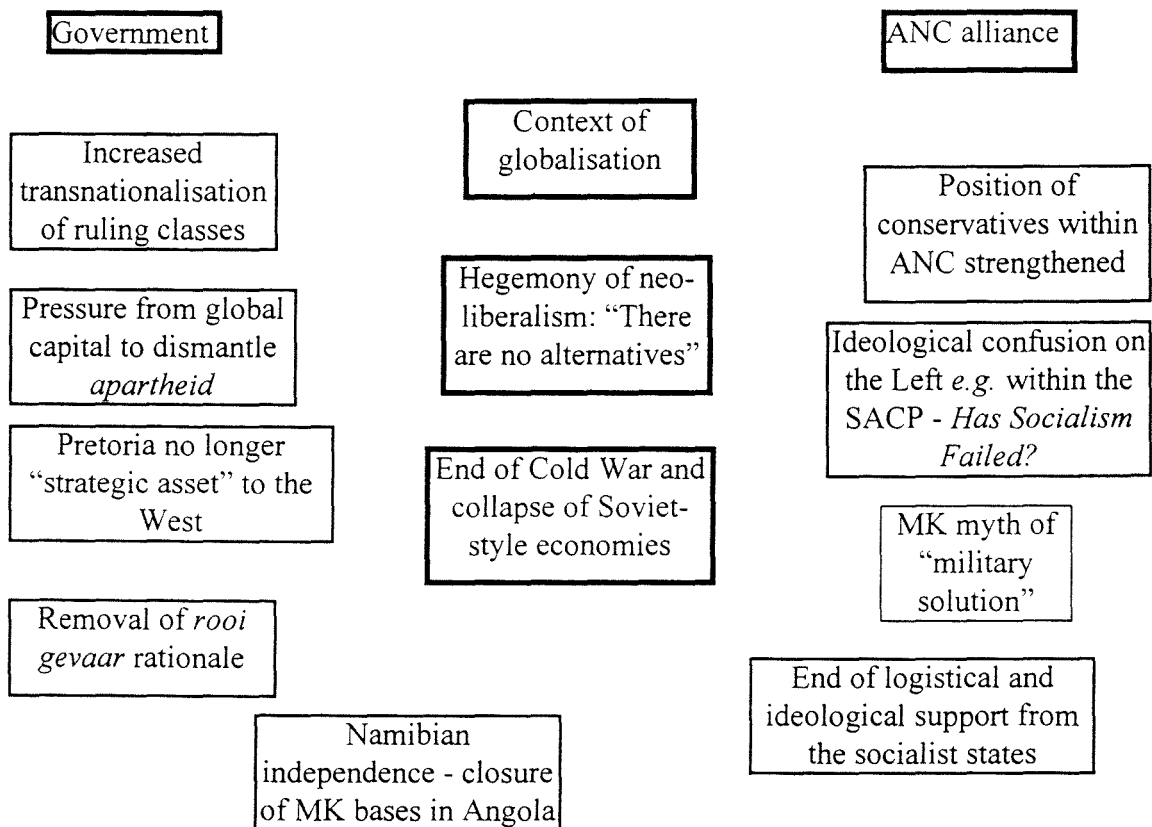 Government
ANC alliance
Context of
globalisation
Increased
transnationalisation
of ruling classes
Position of
conservatives within
ANC strengthened
Hegemony of neo-
liberalism: “There
are no alternatives”
Pressure from global
capital to dismantle
apartheid
Ideological confusion on
the Left e.g. within the
SACP - Has Socialism
Failed?
Pretoria no longer
“strategic asset” to the
West
End of Cold War and
collapse of Soviet-
style economies
MK myth of
“military
solution”
Removal of rooi
gevaar rationale
End of logistical and
ideological support from
the socialist states
Namibian
independence - closure
of MK bases in Angola